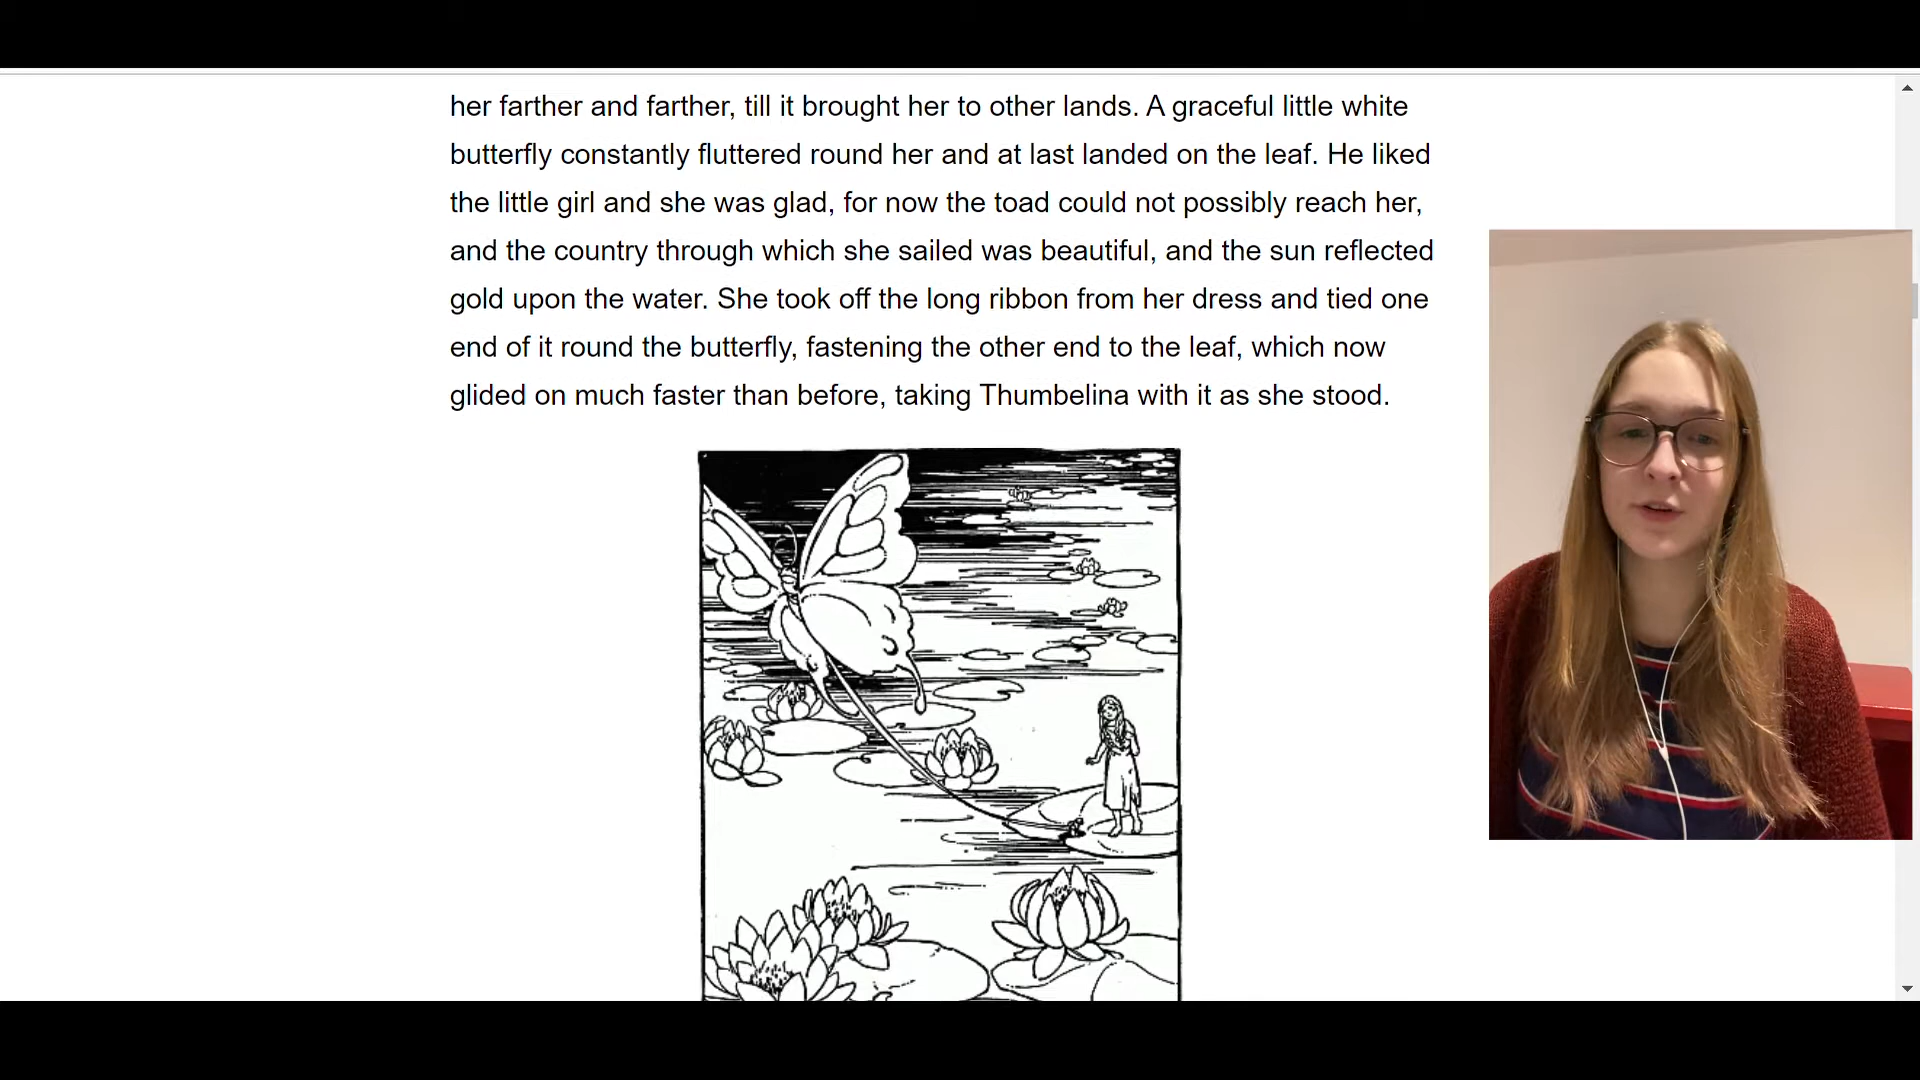 her farther and farther, till it brought her to other lands. A graceful little white
butterfly constantly fluttered round her and at last landed on the leaf. He liked
the little girl and she was glad, for now the toad could not possibly reach her,
and the country through which she sailed was beautiful, and the sun reflected
gold upon the water. She took off the long ribbon from her dress and tied one
end of it round the butterfly, fastening the other end to the leaf, which now
glided on much faster than before, taking Thumbelina with it as she stood.